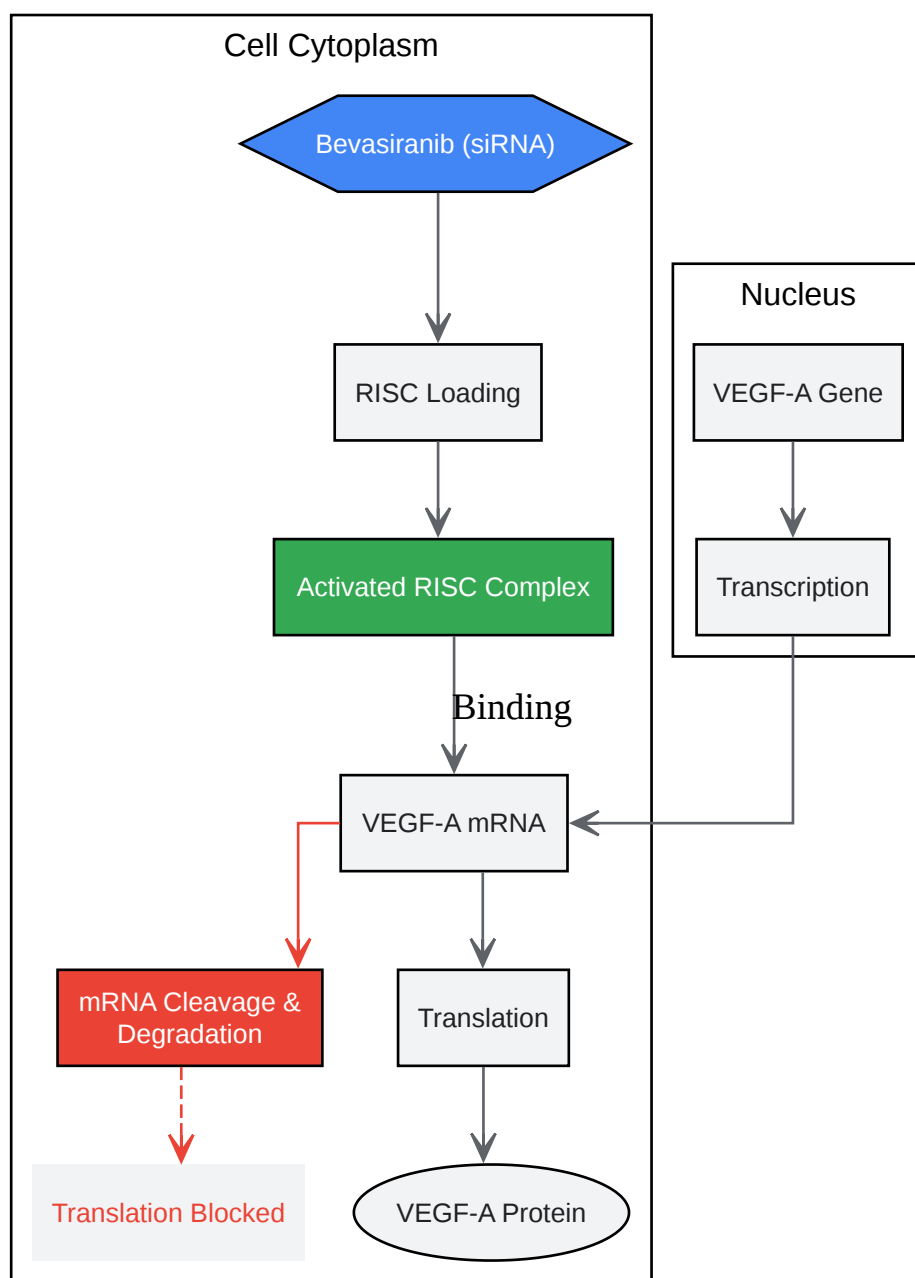 Cell Cytoplasm
Bevasiranib (siRNA)
Nucleus
RISC Loading
VEGF-A Gene
Activated RISC Complex
Transcription
Binding
VEGF-A mRNA
mRNA Cleavage &
Degradation
Translation
Translation Blocked
VEGF-A Protein